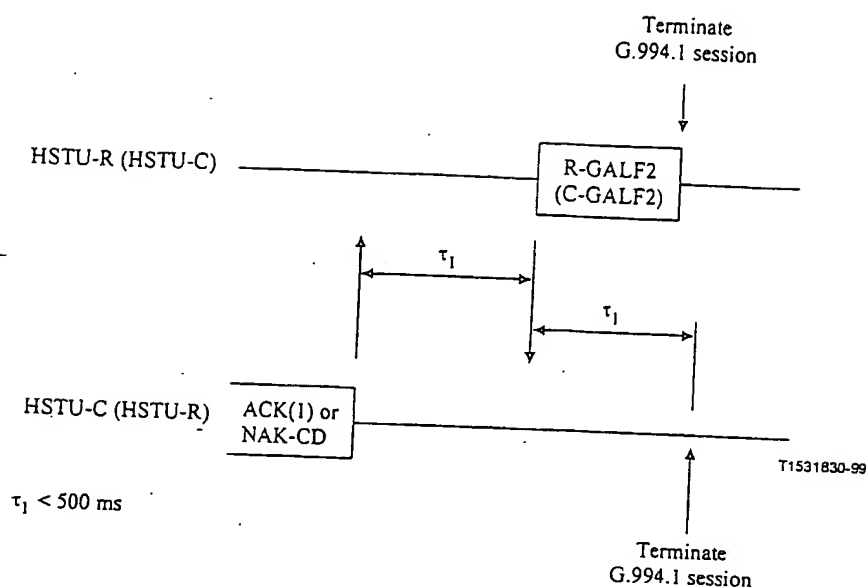 Terminate
G.994.1 session
HSTU-R (HSTU-C)
R-GALF2
(C-GALF2)
τ1
τ1
HSTU-C (HSTU-R)
ACK(1) or
NAK-CD
T1531830-99
τ1 < 500 ms
Terminate
G.994.1 session